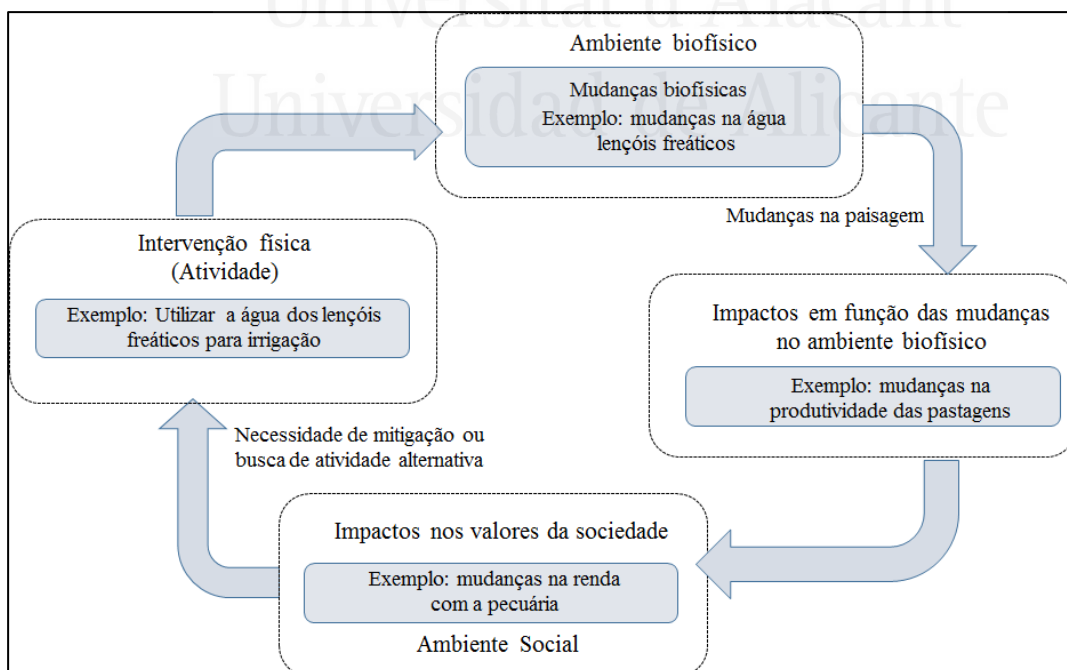 Universitat d'Alacant
Universidad de Alicante
Ambiente biofísico
Mudanças biofísicas
Exemplo: mudanças na água
lençóis freáticos
Mudanças na paisagem
Intervenção física
(Atividade)
Exemplo: Utilizar a água dos lençóis
freáticos para irrigação
Impactos em função das mudanças
no ambiente biofísico
Exemplo: mudanças na
produtividade das pastagens
Necessidade de mitigação ou
busca de atividade alternativa
Impactos nos valores da sociedade
Exemplo: mudanças na renda
com a pecuária
Ambiente Social